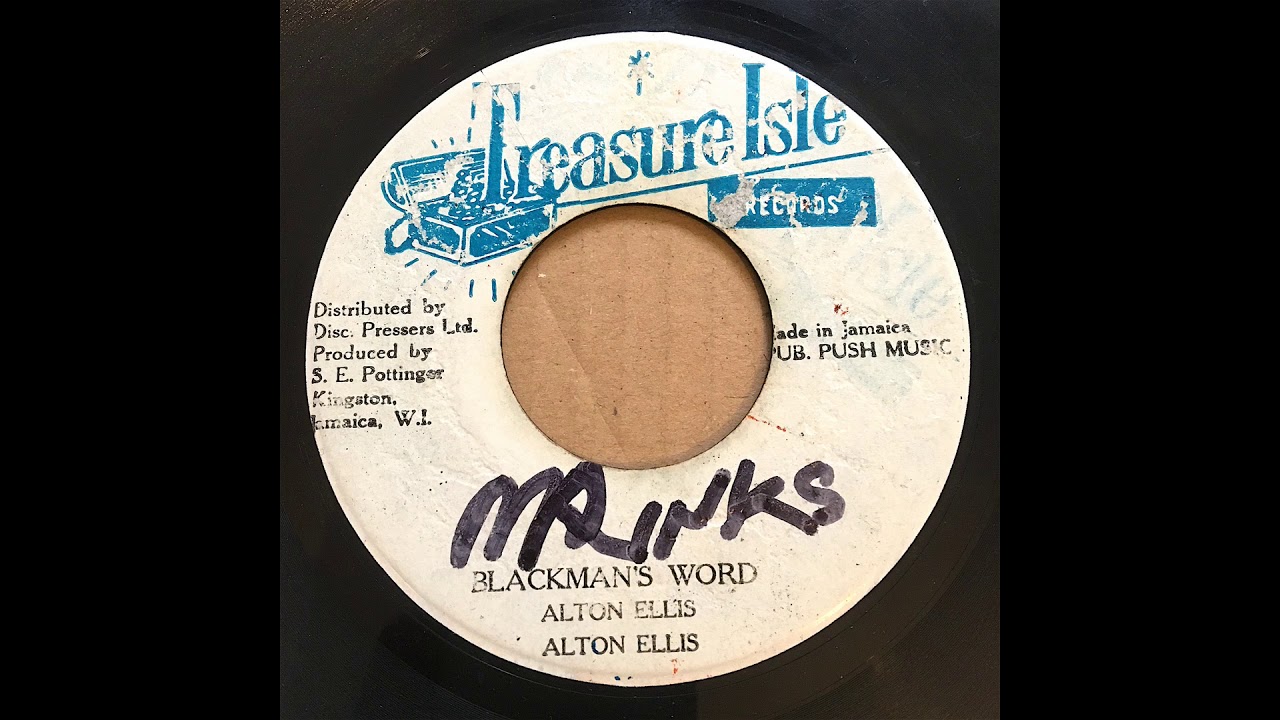 Treasure Isle
RECORDS
Distributed by
Disc. Pressers Ltd.
Produced by
S. E. Pottinger
Kingston,
Jamaica, W.I.
Made in Jamaica
PUB. PUSH MUSIC
BLACKMAN'S WORD
ALTON ELLIS
ALTON ELLIS